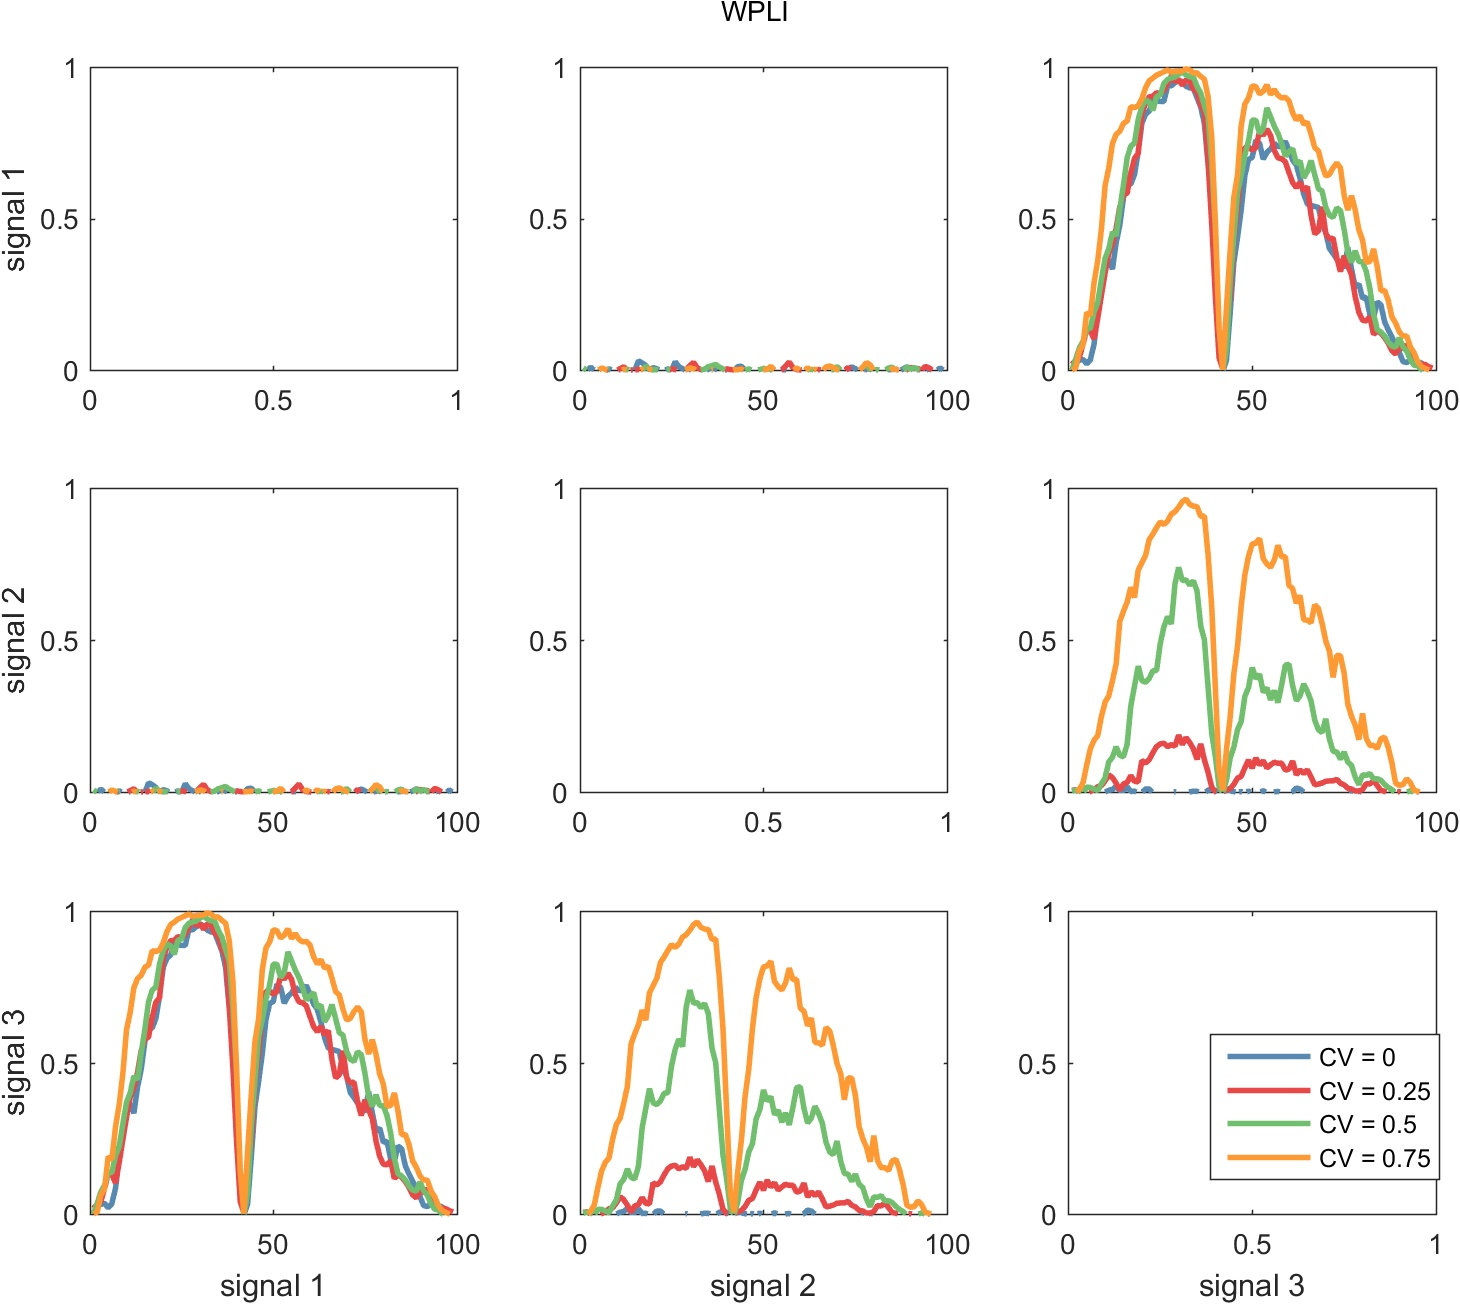 WPLI
1 1 1
signal 1 0.5 0.5 0.5
0 0 0
0 0.5 1 0 50 100 0 50 100
1 1 1
signal 2 0.5 0.5 0.5
0 0 0
0 50 100 0 0.5 1 0 50 100
1 1 1
signal 3 0.5 0.5 0.5
CV = 0
CV = 0.25
CV = 0.5
CV = 0.75
0 0 0
0 50 100 0 50 100 0 0.5 1
signal 1 signal 2 signal 3